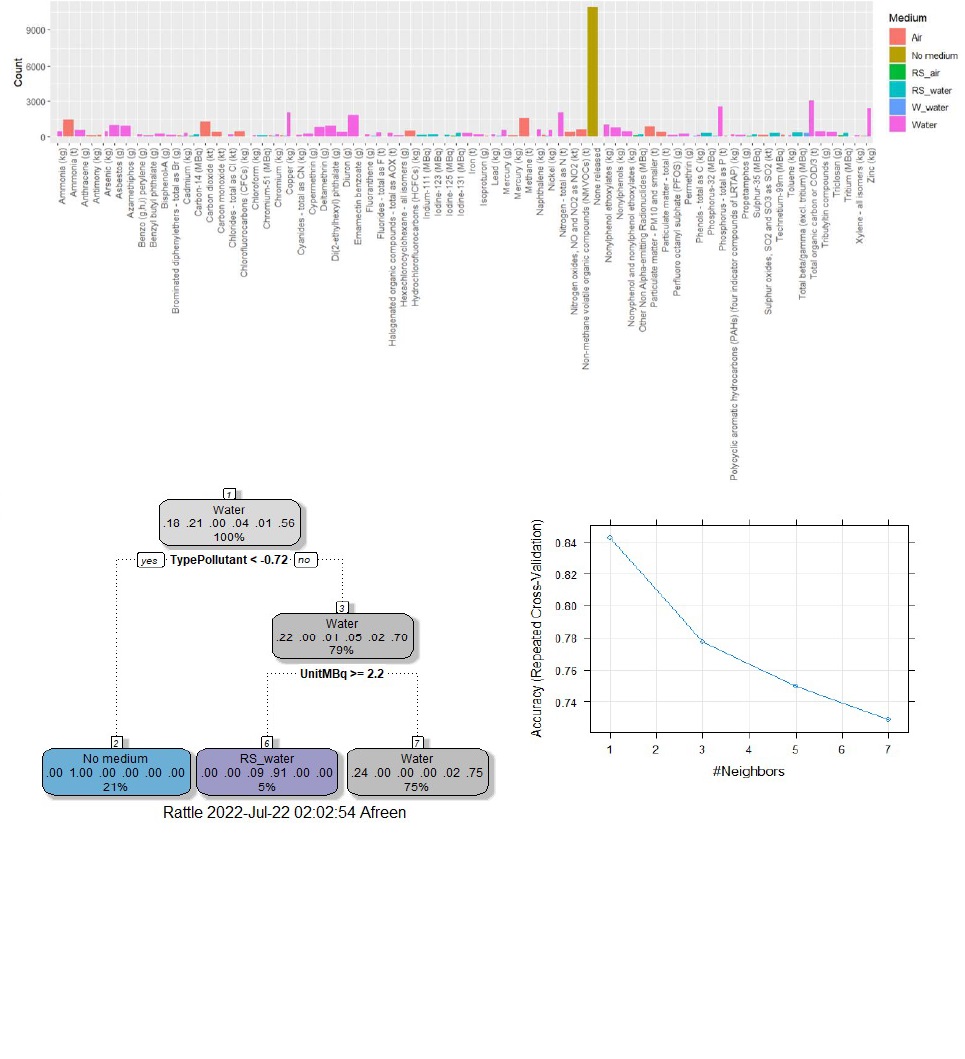 Medium
9000
Air
No medium
6000
RS_air
Count
RS_water
3000
W_water
Water
0
Ammonia (kg)
Ammonia (t)
Anthracene (g)
Antimony (kg)
Arsenic (kg)
Asbestos (g)
Azamethiphos (g)
Benzo (g,h,i) perylene (g)
Benzyl butyl phthalate (g)
Bisphenol-A (g)
Brominated diphenylethers - total as Br (g)
Cadmium (kg)
Carbon-14 (MBq)
Carbon dioxide (kt)
Carbon monoxide (kt)
Chlorides - total as Cl (kt)
Chlorofluorocarbons (CFCs) (kg)
Chloroform (kg)
Chromium-51 (MBq)
Chromium (kg)
Copper (kg)
Cyanides - total as CN (kg)
Cypermethrin (g)
Deltamethrin (g)
Di(2-ethylhexyl) phthalate (g)
Diuron (g)
Emamectin benzoate (g)
Fluoranthene (g)
Fluorides - total as F (t)
Halogenated organic compounds - total as AOX (t)
Hexachlorocyclohexane - all isomers (g)
Hydrochlorofluorocarbons (HCFCs) (kg)
Indium-111 (MBq)
Iodine-123 (MBq)
Iodine-125 (MBq)
Iodine-131 (MBq)
Iron (t)
Isoproturon (g)
Lead (kg)
Mercury (g)
Mercury (kg)
Methane (t)
Naphthalene (kg)
Nickel (kg)
Nitrogen - total as N (t)
Nitrogen oxides, NO and NO2 as NO2 (kt)
Non-methane volatile organic compounds (NMVOCs) (t)
None released
Nonylphenol ethoxylates (kg)
Nonylphenols (kg)
Nonylphenol and nonylphenol ethoxylates (kg)
Other Non Alpha-emitting Radionuclides (MBq)
Particulate matter - PM10 and smaller (t)
Particulate matter - total (t)
Perfluoro octanyl sulphate (PFOS) (g)
Permethrin (g)
Phenols - total as C (kg)
Phosphorus-32 (MBq)
Phosphorus - total as P (t)
Polycyclic aromatic hydrocarbons (PAHs) (four indicator compounds of LRTAP) (kg)
Propetamphos (g)
Sulphur-35 (MBq)
Sulphur oxides, SO2 and SO3 as SO2 (kt)
Technetium-99m (MBq)
Toluene (kg)
Total beta/gamma (excl. tritium) (MBq)
Total organic carbon or COD/3 (t)
Tributyltin compounds (g)
Triclosan (g)
Tritium (MBq)
Xylene - all isomers (kg)
Zinc (kg)
1
Water
.18 .21 .00 .04 .01 .56
100%
yes TypePollutant < -0.72 no
3
Water
.22 .00 .01 .05 .02 .70
79%
UnitMBq >= 2.2
2 6 7
No medium RS_water Water
.00 1.00 .00 .00 .00 .00 .00 .00 .09 .91 .00 .00 .24 .00 .00 .00 .02 .75
21% 5% 75%
Rattle 2022-Jul-22 02:02:54 Afreen
Accuracy (Repeated Cross-Validation)
0.84
0.82
0.80
0.78
0.76
0.74
1 2 3 4 5 6 7
#Neighbors